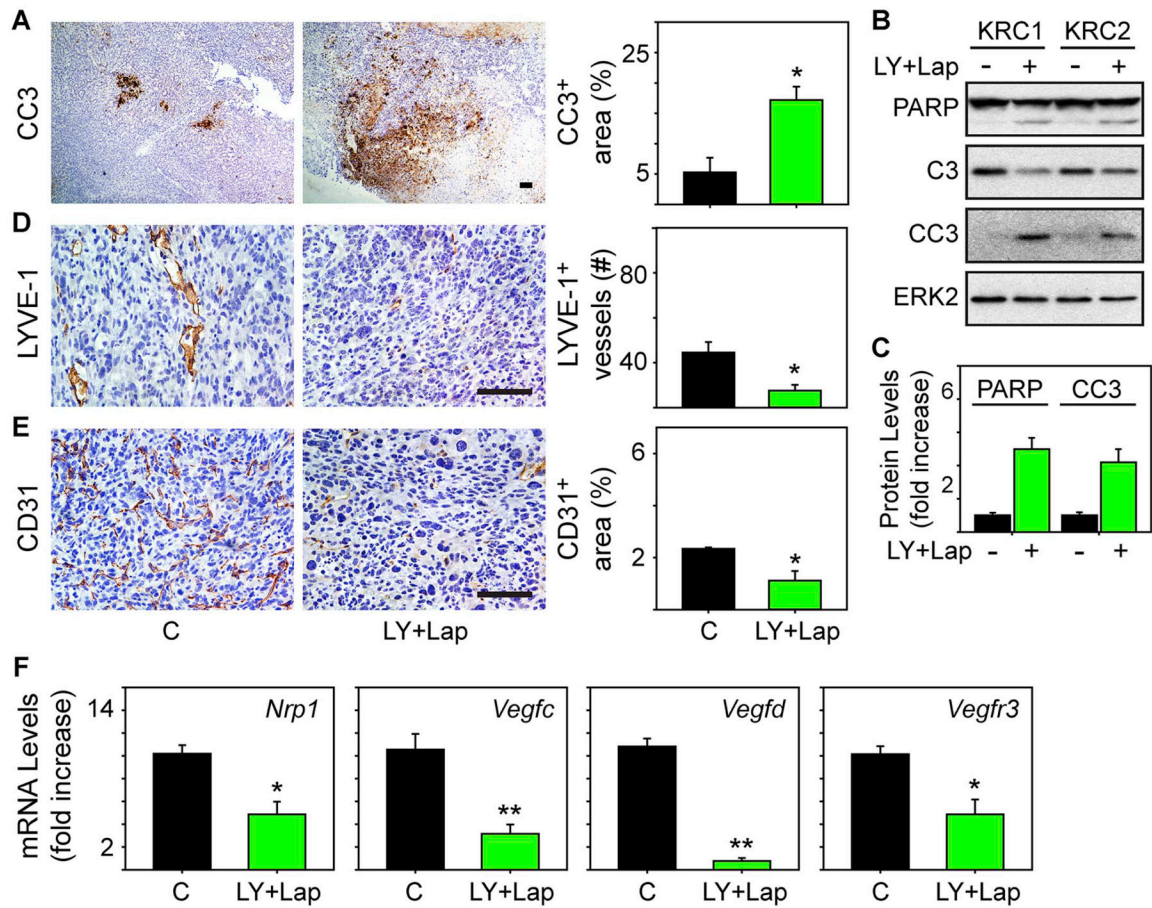 A
CC3
CC3+
area (%)
25
5
*
B
KRC1 KRC2
LY+Lap - + - +
PARP
C3
CC3
ERK2
D
LYVE-1
LYVE-1+
vessels (#)
80
40
*
C
Protein Levels
(fold increase)
6
2
PARP CC3
LY+Lap - + - +
E
CD31
CD31+
area (%)
6
2
*
C LY+Lap C LY+Lap
F
mRNA Levels
(fold increase)
14
2
Nrp1 Vegfc Vegfd Vegfr3
* ** ** *
C LY+Lap C LY+Lap C LY+Lap C LY+Lap